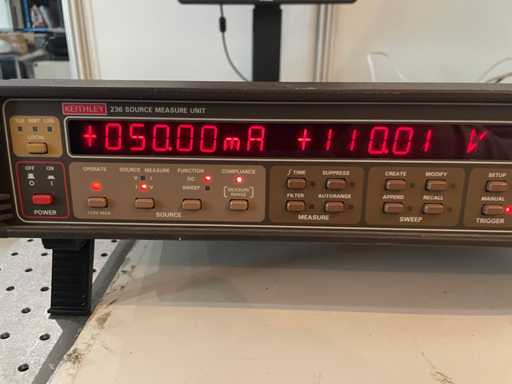 KEITHLEY 236 SOURCE MEASURE UNIT
TLK RMT LSN
LOCAL
+050.00mA +110.01 V
OFF ON
O I
POWER
OPERATE
SOURCE MEASURE
V I
I V
FUNCTION
DC
SWEEP
COMPLIANCE
MEASURE
RANGE
SOURCE
∫ TIME SUPPRESS
FILTER AUTORANGE
MEASURE
CREATE MODIFY
APPEND RECALL
SWEEP
SETUP
MANUAL
TRIGGER